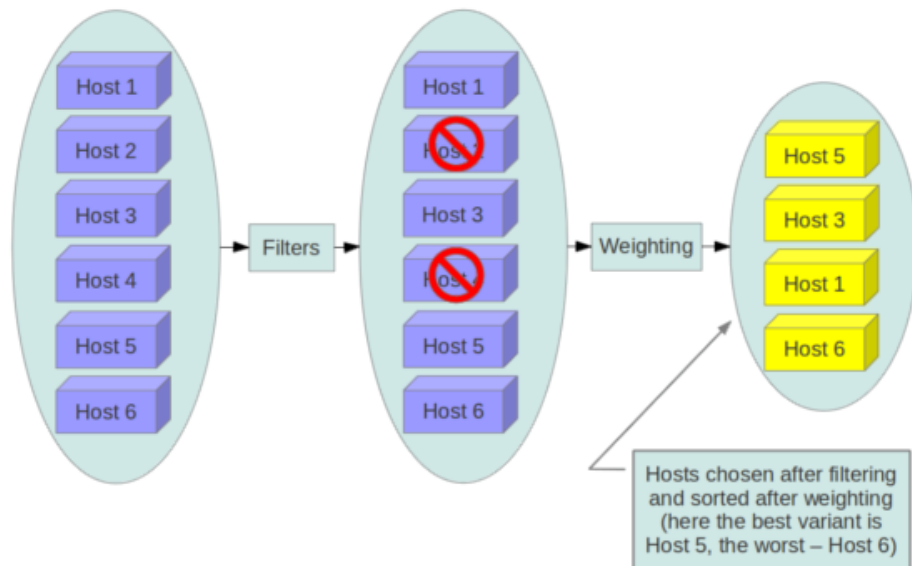 Host 1
Host 2
Host 3
Host 4
Host 5
Host 6
Filters
Host 1
Host 3
Host 5
Host 6
Weighting
Host 5
Host 3
Host 1
Host 6
Hosts chosen after filtering
and sorted after weighting
(here the best variant is
Host 5, the worst – Host 6)